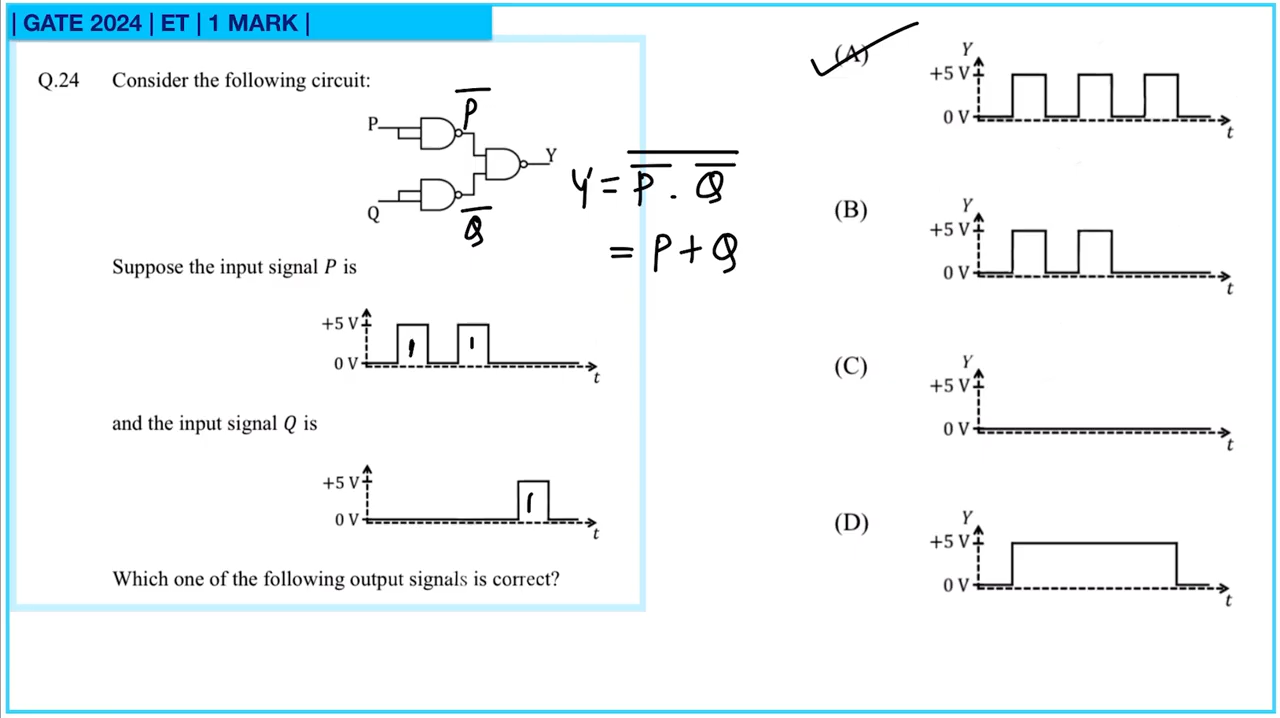 | GATE 2024 | ET | 1 MARK |
Q.24 Consider the following circuit:
P
P̅
Y
Q
Q̅
Y = \overline{P̅ . Q̅}
= P + Q
Suppose the input signal P is
+5 V
0 V
1 1
t
and the input signal Q is
+5 V
0 V
1
t
Which one of the following output signals is correct?
(A)
Y
+5 V
0 V
t
(B)
Y
+5 V
0 V
t
(C)
Y
+5 V
0 V
t
(D)
Y
+5 V
0 V
t